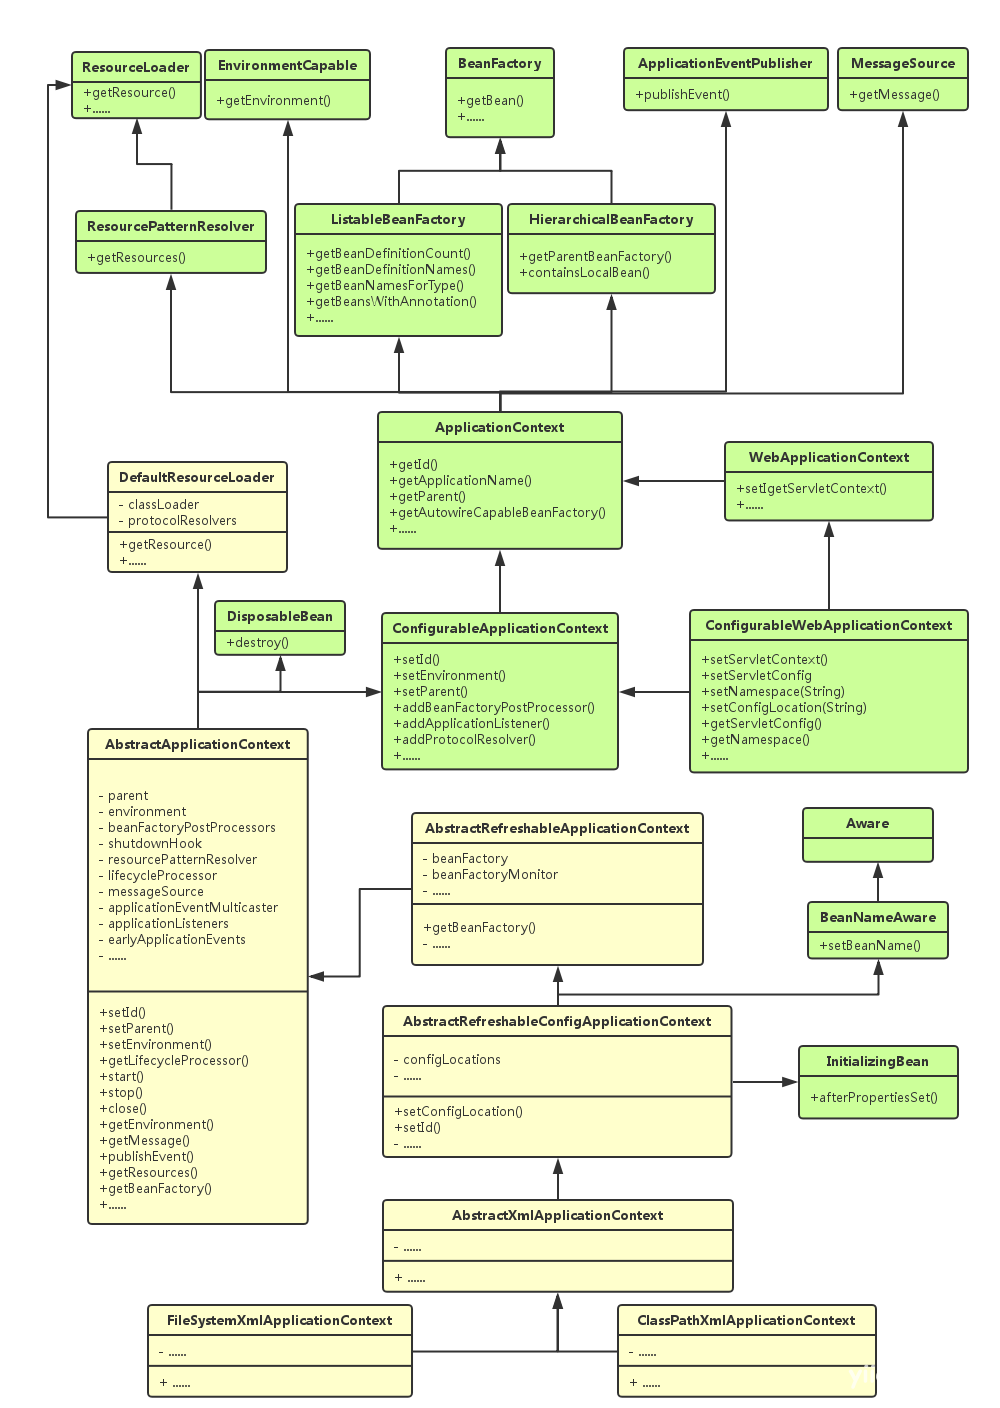 ResourceLoader
+getResource()
+......
EnvironmentCapable
+getEnvironment()
BeanFactory
+getBean()
+......
ApplicationEventPublisher
+publishEvent()
MessageSource
+getMessage()
ResourcePatternResolver
+getResources()
ListableBeanFactory
+getBeanDefinitionCount()
+getBeanDefinitionNames()
+getBeanNamesForType()
+getBeansWithAnnotation()
+......
HierarchicalBeanFactory
+getParentBeanFactory()
+containsLocalBean()
ApplicationContext
+getId()
+getApplicationName()
+getParent()
+getAutowireCapableBeanFactory()
+......
WebApplicationContext
+setIgetServletContext()
+......
DefaultResourceLoader
- classLoader
- protocolResolvers
+getResource()
+......
DisposableBean
+destroy()
ConfigurableApplicationContext
+setId()
+setEnvironment()
+setParent()
+addBeanFactoryPostProcessor()
+addApplicationListener()
+addProtocolResolver()
+......
ConfigurableWebApplicationContext
+setServletContext()
+setServletConfig
+setNamespace(String)
+setConfigLocation(String)
+getServletConfig()
+getNamespace()
+......
AbstractApplicationContext
- parent
- environment
- beanFactoryPostProcessors
- shutdownHook
- resourcePatternResolver
- lifecycleProcessor
- messageSource
- applicationEventMulticaster
- applicationListeners
- earlyApplicationEvents
- ......
+setId()
+setParent()
+setEnvironment()
+getLifecycleProcessor()
+start()
+stop()
+close()
+getEnvironment()
+getMessage()
+publishEvent()
+getResources()
+getBeanFactory()
+......
AbstractRefreshableApplicationContext
- beanFactory
- beanFactoryMonitor
- ......
+getBeanFactory()
- ......
Aware
BeanNameAware
+setBeanName()
AbstractRefreshableConfigApplicationContext
- configLocations
- ......
+setConfigLocation()
+setId()
- ......
InitializingBean
+afterPropertiesSet()
AbstractXmlApplicationContext
- ......
+ ......
FileSystemXmlApplicationContext
- ......
+ ......
ClassPathXmlApplicationContext
- ......
+ ......